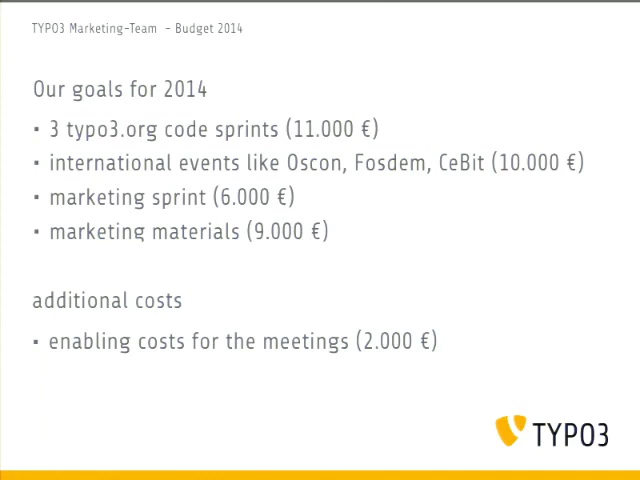 TYPO3 Marketing-Team - Budget 2014
Our goals for 2014
▪ 3 typo3.org code sprints (11.000 €)
▪ international events like Oscon, Fosdem, CeBit (10.000 €)
▪ marketing sprint (6.000 €)
▪ marketing materials (9.000 €)
additional costs
▪ enabling costs for the meetings (2.000 €)
TYPO3